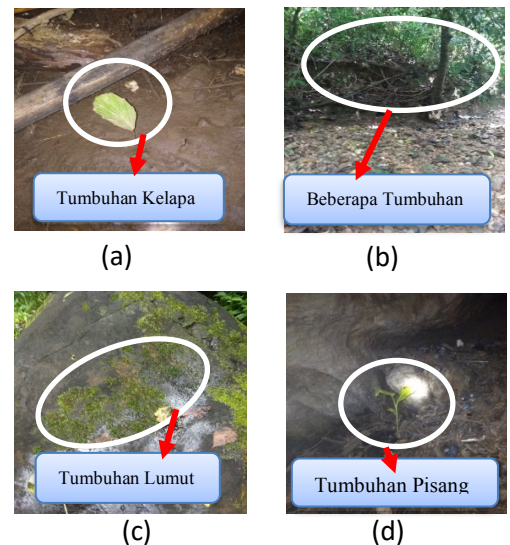 Tumbuhan Kelapa
Beberapa Tumbuhan
(a)
(b)
Tumbuhan Lumut
Tumbuhan Pisang
(c)
(d)